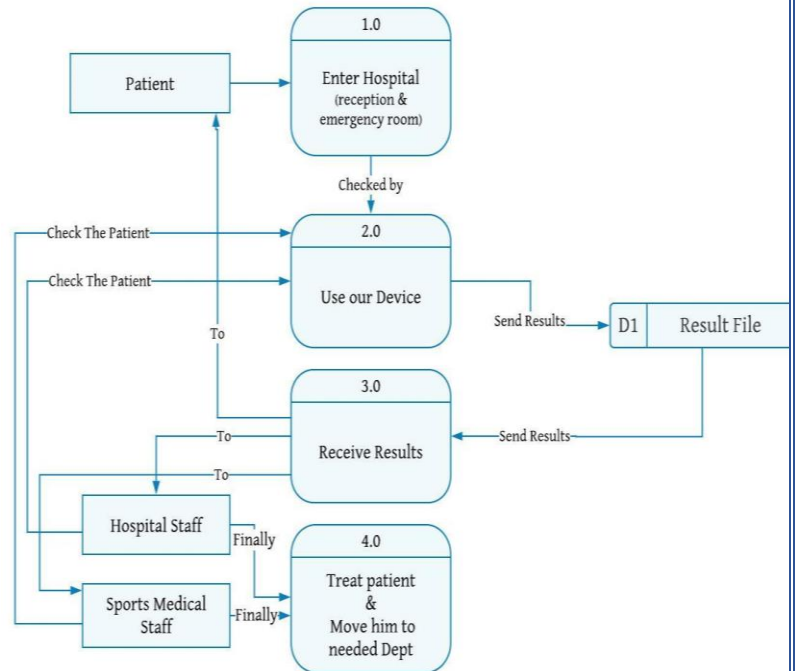 1.0
Patient
Enter Hospital
(reception &
emergency room)
Checked by
Check The Patient
2.0
Check The Patient
Use our Device
Send Results
D1
Result File
To
3.0
To
Send Results
Receive Results
To
Hospital Staff
Finally
4.0
Treat patient
&
Move him to
needed Dept
Sports Medical
Staff
Finally